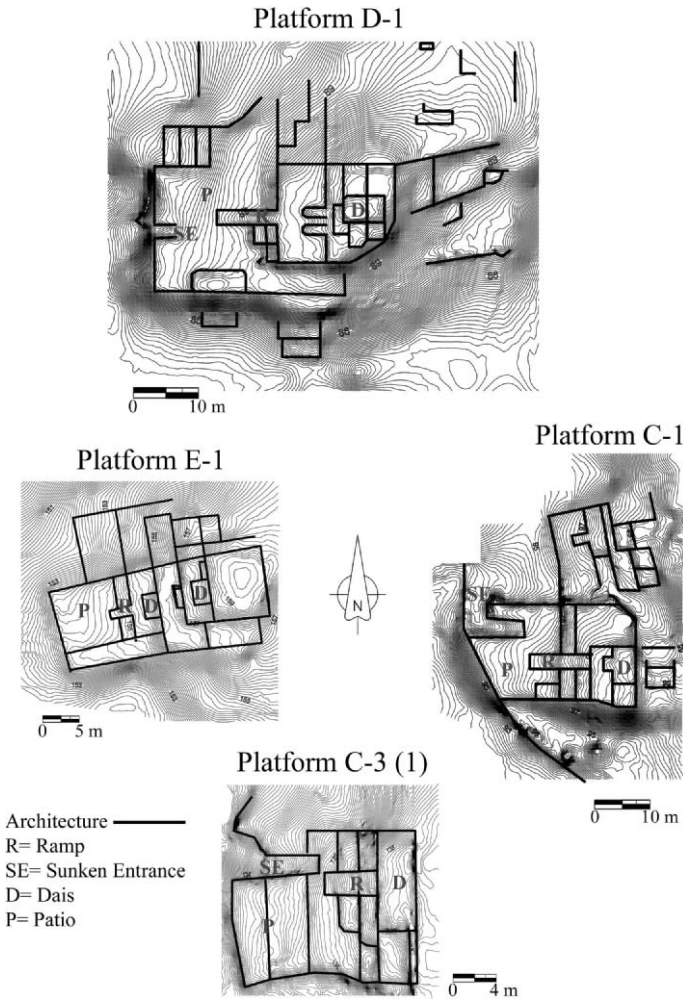 Platform D-1
P
R
D
SE
0 10 m
Platform E-1
P
R
D
D
0 5 m
N
Platform C-1
SE
P
R
D
0 10 m
Platform C-3 (1)
SE
R
D
P
0 4 m
Architecture
R= Ramp
SE= Sunken Entrance
D= Dais
P= Patio